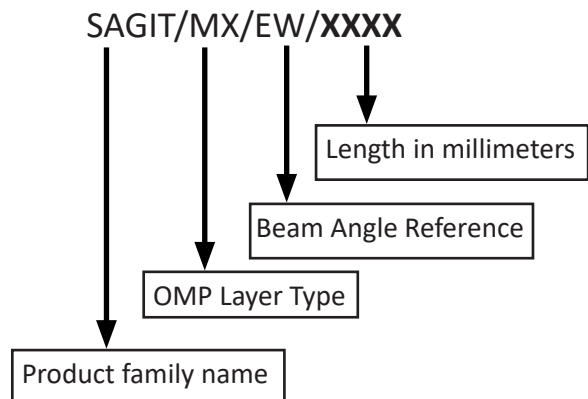 SAGIT/MX/EW/XXXX
Length in millimeters
Beam Angle Reference
OMP Layer Type
Product family name